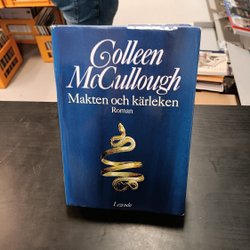 Colleen
McCullough
Makten och kärleken
Roman
Legenda